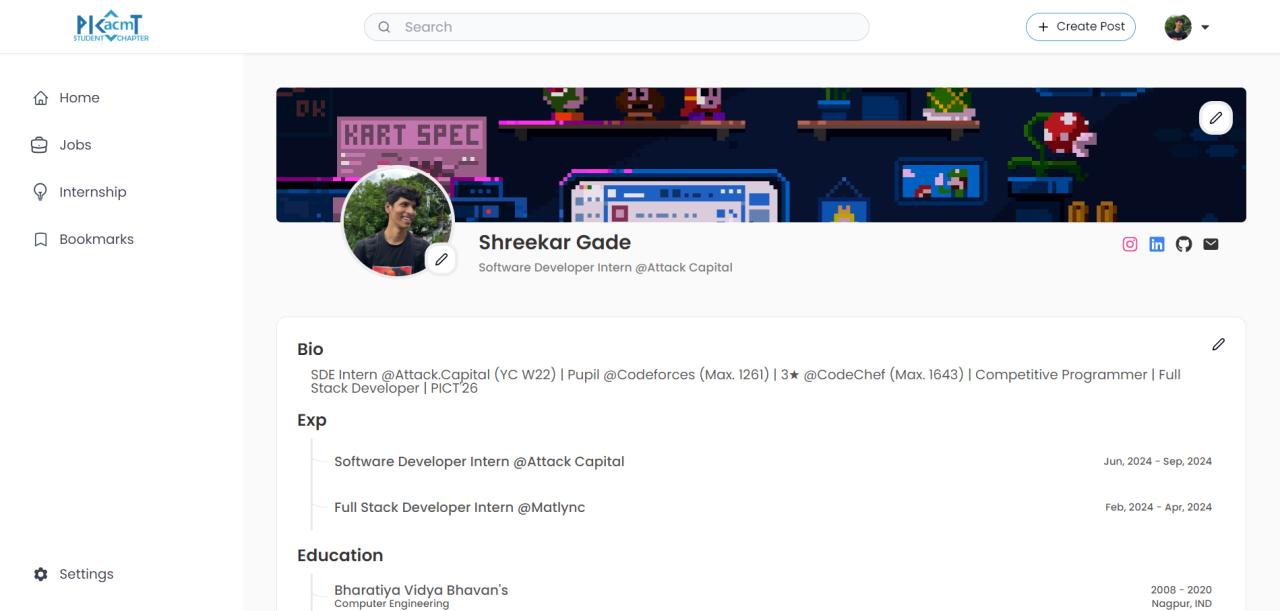 PICT acm
STUDENT CHAPTER
Search
+ Create Post
Home
Jobs
Internship
Bookmarks
Settings
KART SPEC
Shreekar Gade
Software Developer Intern @Attack Capital
Bio
SDE Intern @Attack.Capital (YC W22) | Pupil @Codeforces (Max. 1261) | 3★ @CodeChef (Max. 1643) | Competitive Programmer | Full
Stack Developer | PICT'26
Exp
Software Developer Intern @Attack Capital
Jun, 2024 - Sep, 2024
Full Stack Developer Intern @Matlync
Feb, 2024 - Apr, 2024
Education
Bharatiya Vidya Bhavan's
2008 - 2020
Computer Engineering
Nagpur, IND